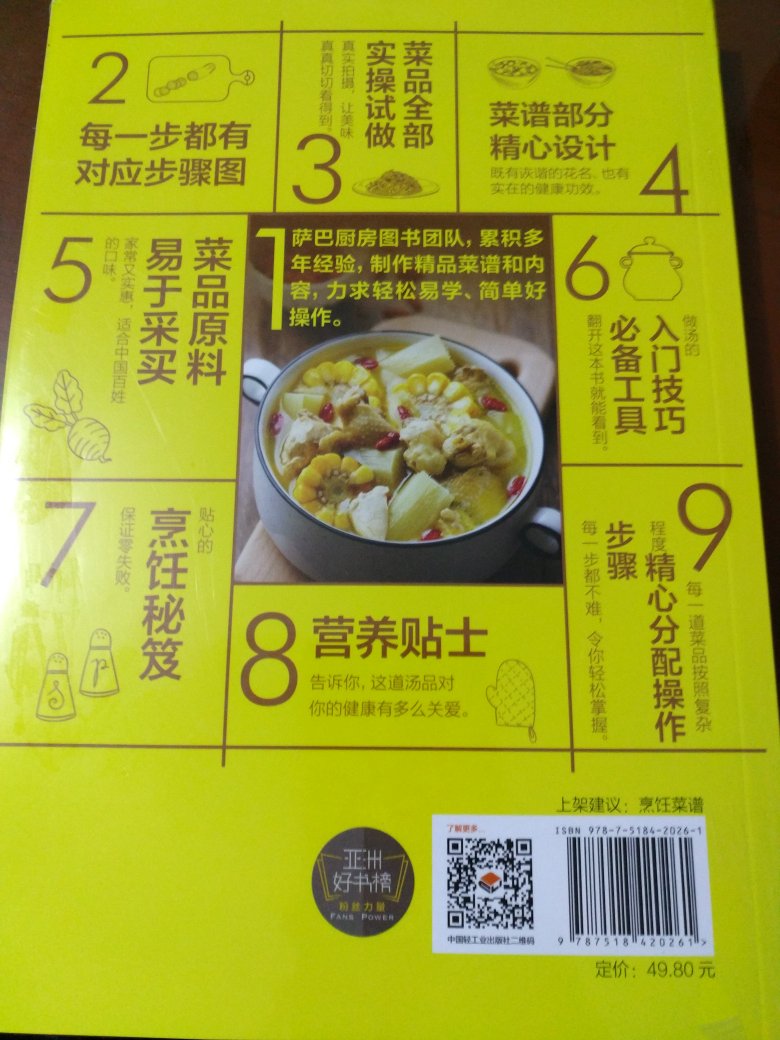 1
萨巴厨房图书团队，累积多
年经验，制作精品菜谱和内
容，力求轻松易学、简单好
操作。
2
每一步都有
对应步骤图
3
菜品全部
实操试做
真实拍摄，让美味
真真切切看得到。
4
菜谱部分
精心设计
既有诙谐的花名、也有
实在的健康功效。
5
菜品原料
易于采买
家常又实惠，适合中国百姓
的口味。
6
做汤的
入门技巧
必备工具
翻开这本书就能看到。
7
贴心的
烹饪秘笈
保证零失败。
S
P
8
营养贴士
告诉你，这道汤品对
你的健康有多么关爱。
9
每一道菜品按照复杂
程度精心分配操作
步骤
每一步都不难，令你轻松掌握。
上架建议：烹饪菜谱
了解更多...
ISBN 978-7-5184-2026-1
中国轻工业出版社二维码
9 787518 420261 >
定价：49.80 元
亚洲
好书榜
粉丝力量
FANS POWER